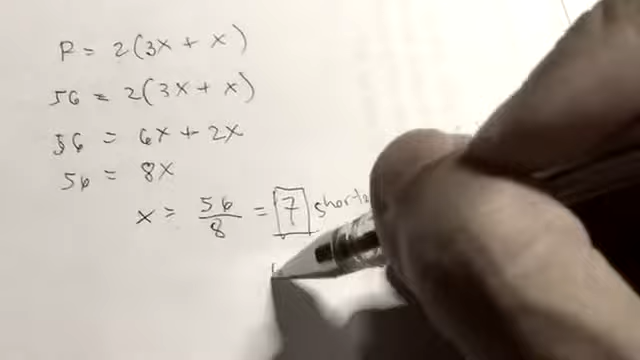 P = 2(3x + x)
56 = 2(3x + x)
56 = 6x + 2x
56 = 8x
x = 56/8 = 7